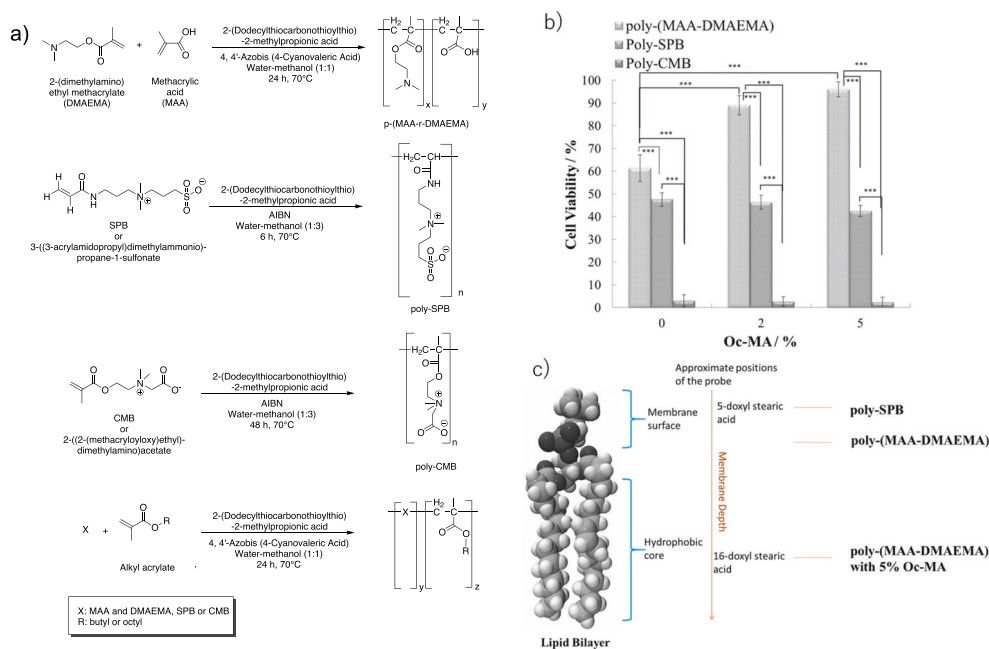 a)
2-(dimethylamino)
ethyl methacrylate
(DMAEMA)
+
Methacrylic
acid
(MAA)
2-(Dodecylthiocarbonothioylthio)
-2-methylpropionic acid
4, 4'-Azobis (4-Cyanovaleric Acid)
Water-methanol (1:1)
24 h, 70°C
p-(MAA-r-DMAEMA)
SPB
or
3-((3-acrylamidopropyl)dimethylammonio)-
propane-1-sulfonate
2-(Dodecylthiocarbonothioylthio)
-2-methylpropionic acid
AIBN
Water-methanol (1:3)
6 h, 70°C
poly-SPB
CMB
or
2-((2-(methacryloyloxy)ethyl)-
dimethylamino)acetate
2-(Dodecylthiocarbonothioylthio)
-2-methylpropionic acid
AIBN
Water-methanol (1:3)
48 h, 70°C
poly-CMB
X +
Alkyl acrylate
2-(Dodecylthiocarbonothioylthio)
-2-methylpropionic acid
4, 4'-Azobis (4-Cyanovaleric Acid)
Water-methanol (1:1)
24 h, 70°C
X: MAA and DMAEMA, SPB or CMB
R: butyl or octyl
b)
poly-(MAA-DMAEMA)
Poly-SPB
Poly-CMB
Cell Viability / %
100
90
80
70
60
50
40
30
20
10
0
0 2 5
Oc-MA / %
c)
Approximate positions
of the probe
Membrane
surface
5-doxyl stearic
acid
poly-SPB
poly-(MAA-DMAEMA)
Membrane Depth
Hydrophobic
core
16-doxyl stearic
acid
poly-(MAA-DMAEMA)
with 5% Oc-MA
Lipid Bilayer